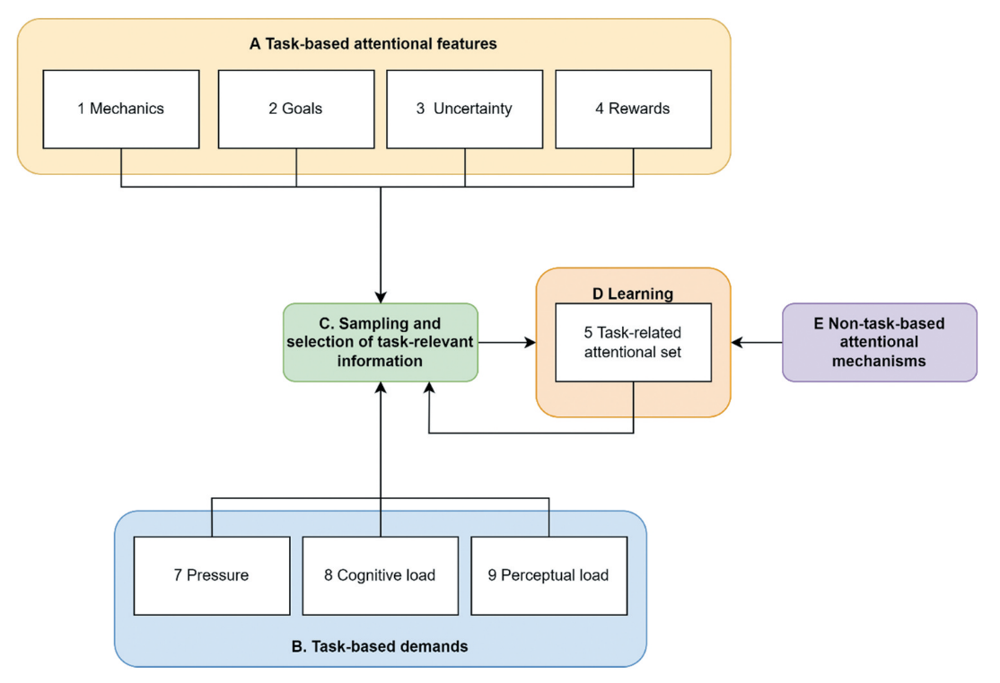 A Task-based attentional features
1 Mechanics
2 Goals
3 Uncertainty
4 Rewards
D Learning
C. Sampling and
selection of task-relevant
information
5 Task-related
attentional set
E Non-task-based
attentional
mechanisms
7 Pressure
8 Cognitive load
9 Perceptual load
B. Task-based demands